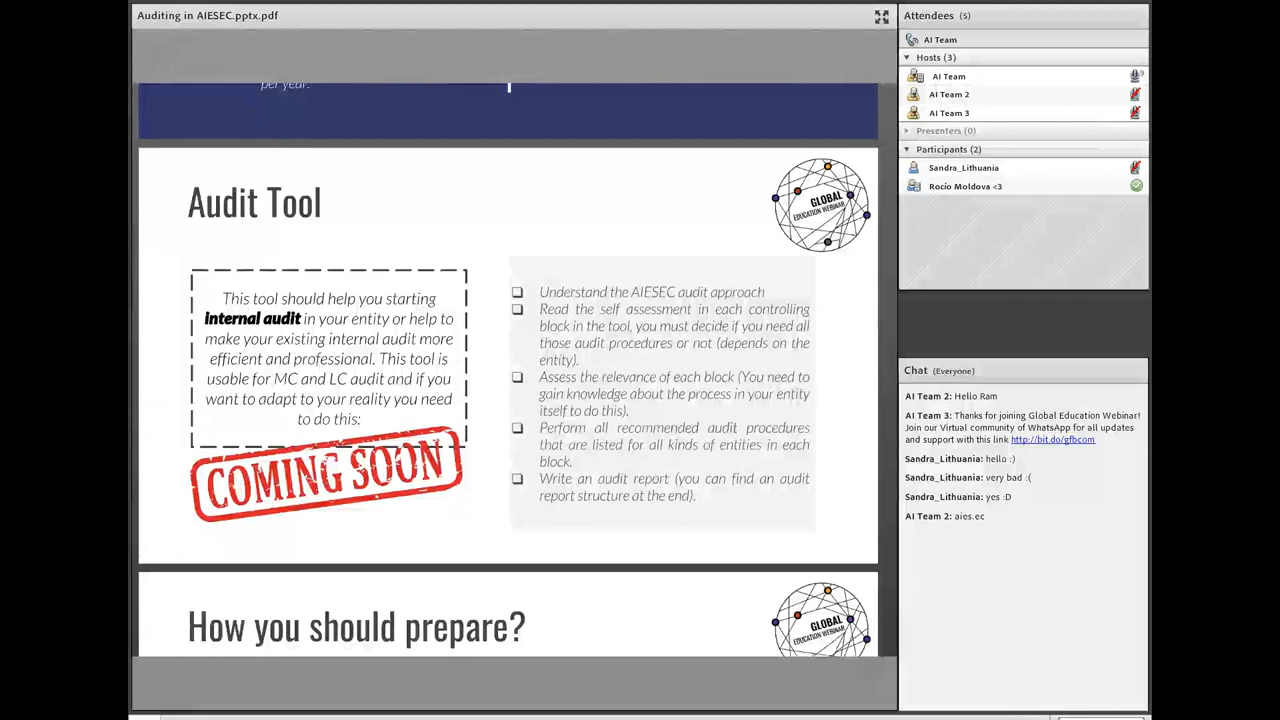 Auditing in AIESEC.pptx.pdf
per year.
Audit Tool
GLOBAL
EDUCATION WEBINAR
This tool should help you starting
internal audit in your entity or help to
make your existing internal audit more
efficient and professional. This tool is
usable for MC and LC audit and if you
want to adapt to your reality you need
to do this:
COMING SOON
Understand the AIESEC audit approach
Read the self assessment in each controlling
block in the tool, you must decide if you need all
those audit procedures or not (depends on the
entity).
Assess the relevance of each block (You need to
gain knowledge about the process in your entity
itself to do this).
Perform all recommended audit procedures
that are listed for all kinds of entities in each
block.
Write an audit report (you can find an audit
report structure at the end).
How you should prepare?
GLOBAL
EDUCATION WEBINAR
Attendees (5)
AI Team
Hosts (3)
AI Team
AI Team 2
AI Team 3
Presenters (0)
Participants (2)
Sandra_Lithuania
Rocío Moldova <3
Chat (Everyone)
AI Team 2: Hello Ram
AI Team 3: Thanks for joining Global Education Webinar!
Join our Virtual community of WhatsApp for all updates
and support with this link http://bit.do/gfbcom
Sandra_Lithuania: hello :)
Sandra_Lithuania: very bad :(
Sandra_Lithuania: yes :D
AI Team 2: aies.ec